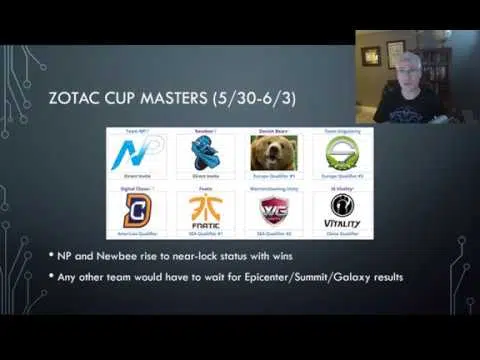 ZOTAC CUP MASTERS (5/30-6/3)
Team NP
Newbee
Danish Bears
Team Singularity
NP
Direct Invite
Direct Invite
Europe Qualifier #1
Europe Qualifier #2
Digital Chaos
Fnatic
WarriorsGaming.Unity
IG Vitality
FNATIC
WG
VITALITY
American Qualifier
SEA Qualifier #1
SEA Qualifier #2
China Qualifier
• NP and Newbee rise to near-lock status with wins
• Any other team would have to wait for Epicenter/Summit/Galaxy results